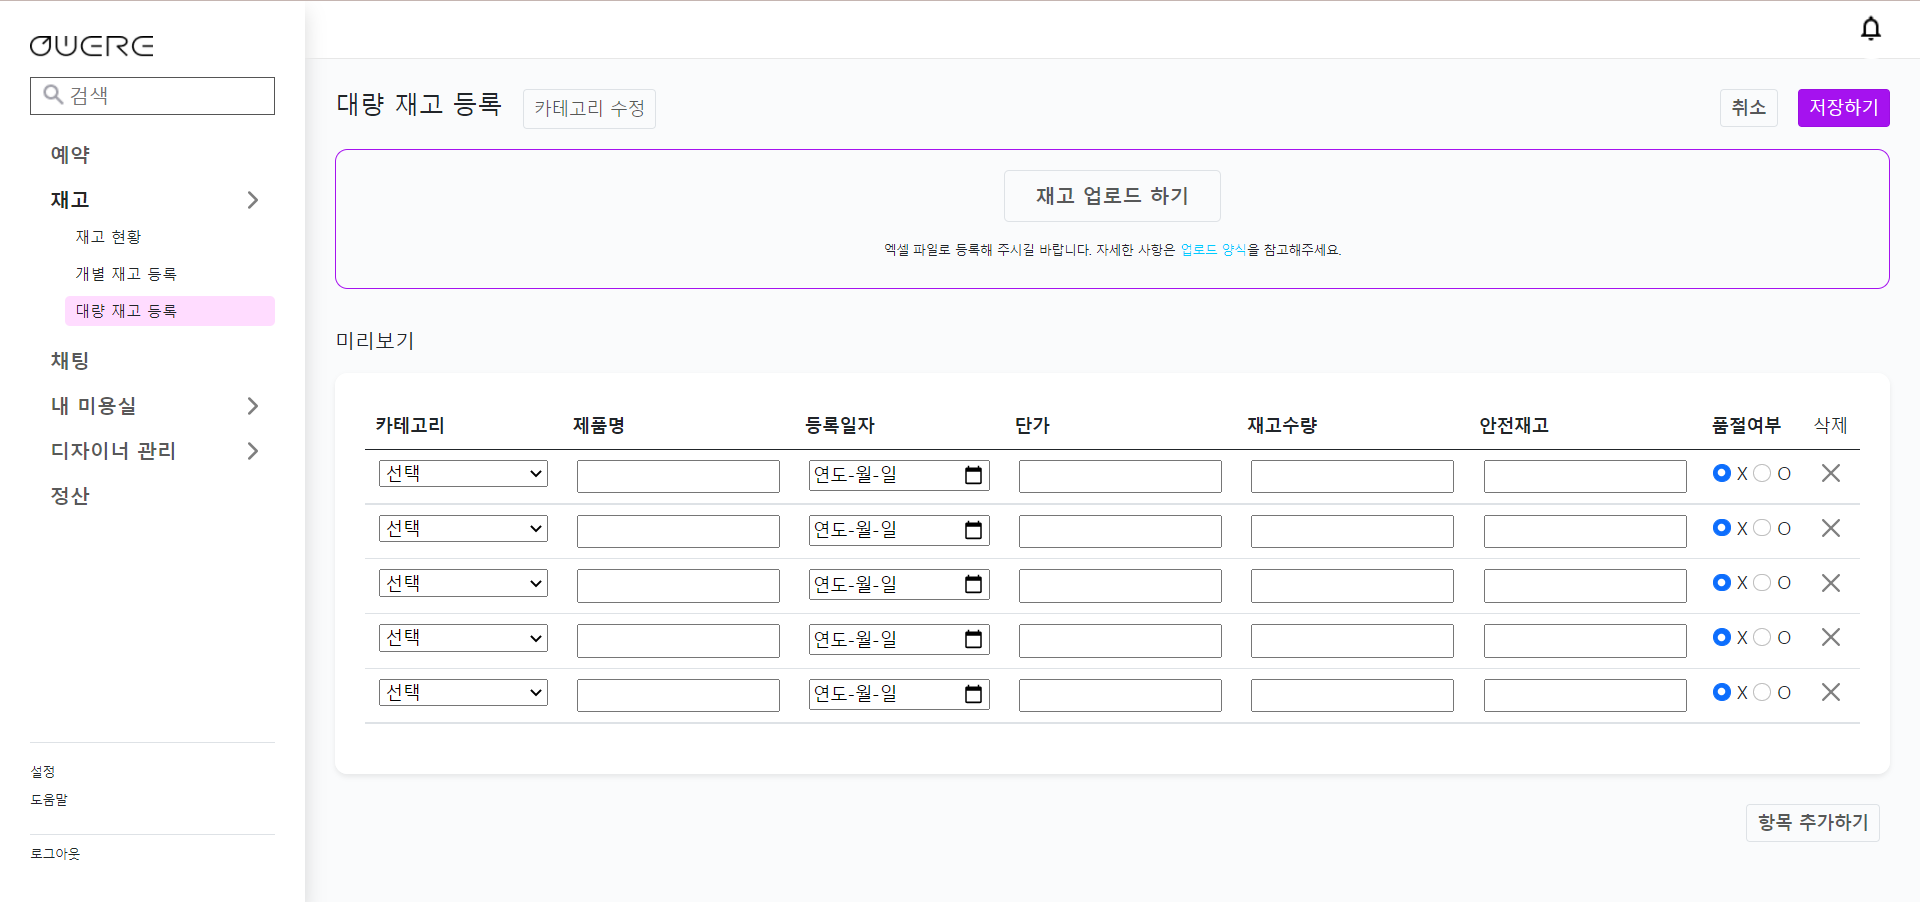 OWERE
검색
예약
재고
재고 현황
개별 재고 등록
대량 재고 등록
채팅
내 미용실
디자이너 관리
정산
설정
도움말
로그아웃
대량 재고 등록 카테고리 수정 취소 저장하기
재고 업로드 하기
엑셀 파일로 등록해 주시길 바랍니다. 자세한 사항은 업로드 양식을 참고해주세요.
미리보기
카테고리 제품명 등록일자 단가 재고수량 안전재고 품절여부 삭제
선택 연도-월-일 X O
선택 연도-월-일 X O
선택 연도-월-일 X O
선택 연도-월-일 X O
선택 연도-월-일 X O
항목 추가하기